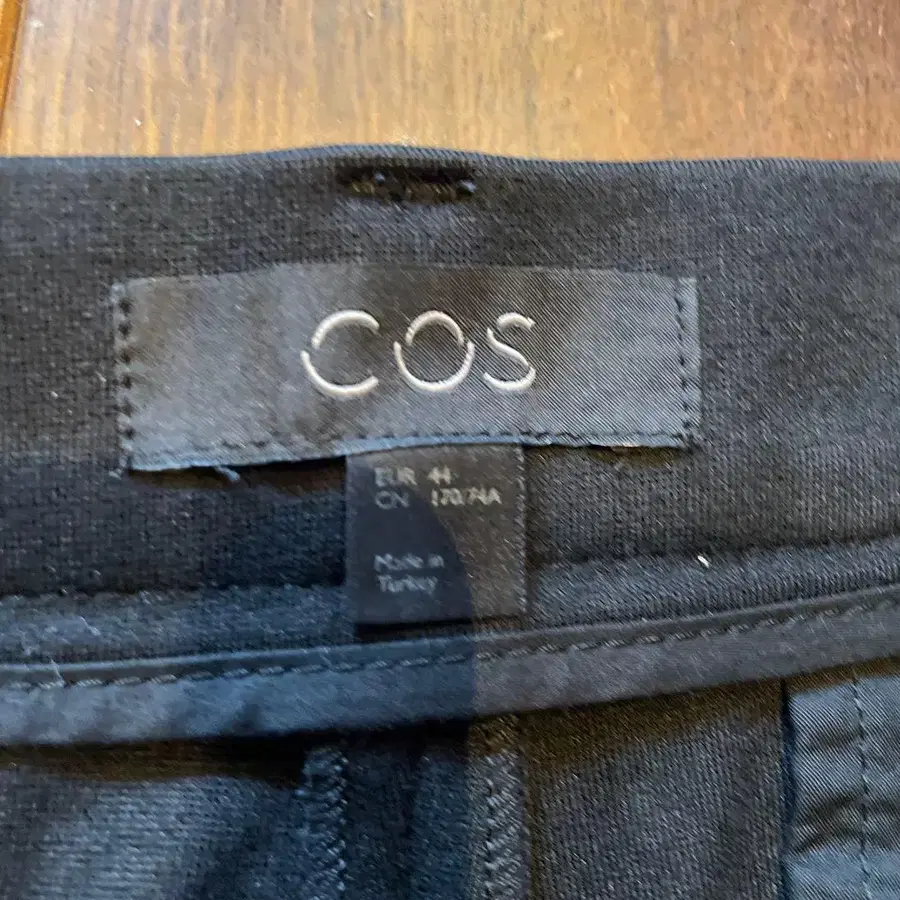 COS
EUR 44
CN 170/74A
Made in
Turkey